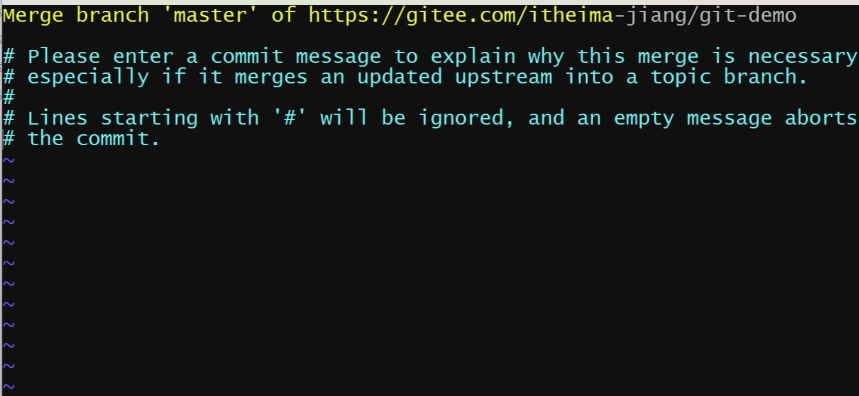 Merge branch 'master' of https://gitee.com/itheima-jiang/git-demo
# Please enter a commit message to explain why this merge is necessary
# especially if it merges an updated upstream into a topic branch.
#
# Lines starting with '#' will be ignored, and an empty message aborts
# the commit.
~
~
~
~
~
~
~
~
~
~
~
~